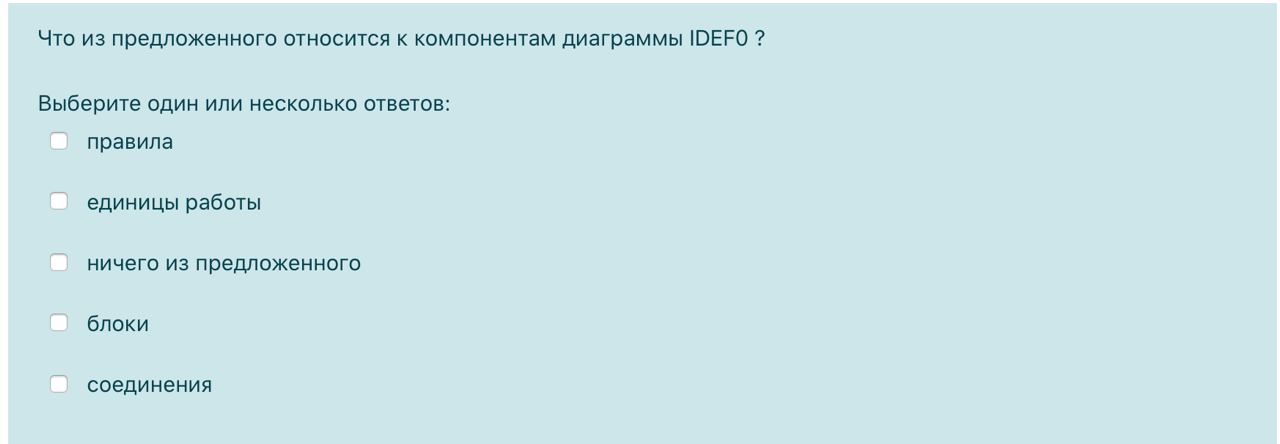 Что из предложенного относится к компонентам диаграммы IDEF0 ?
Выберите один или несколько ответов:
правила
единицы работы
ничего из предложенного
блоки
соединения